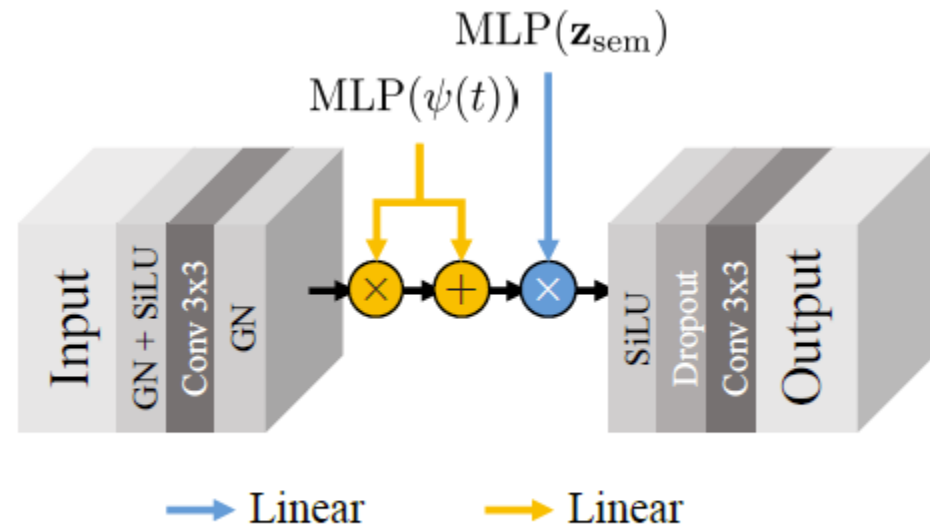 MLP(z_sem)
MLP(ψ(t))
Input
GN + SiLU
Conv 3x3
GN
×
+
×
SiLU
Dropout
Conv 3x3
Output
Linear
Linear